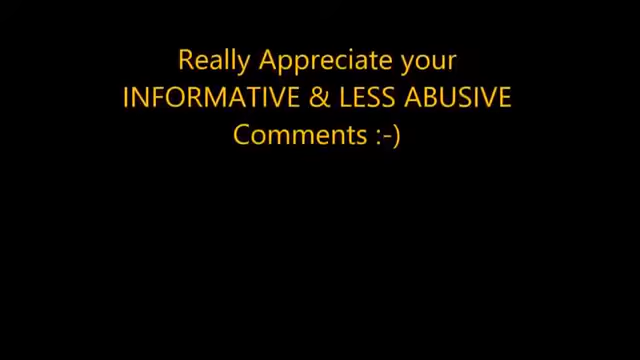 Really Appreciate your
INFORMATIVE & LESS ABUSIVE
Comments :-)